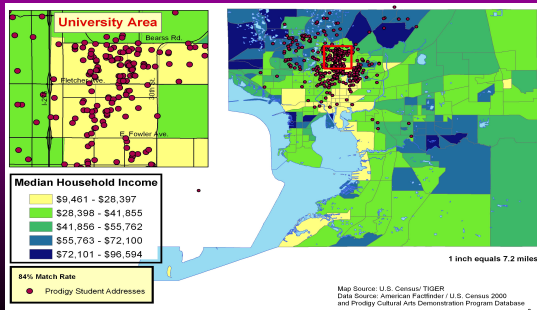 University Area
Bearss Rd.
Fletcher Ave.
I-275
30th St.
E. Fowler Ave.
Median Household Income
$9,461 - $28,397
$28,398 - $41,855
$41,856 - $55,762
$55,763 - $72,100
$72,101 - $96,594
84% Match Rate
Prodigy Student Addresses
1 inch equals 7.2 miles
Map Source: U.S. Census/ TIGER
Data Source: American Factfinder / U.S. Census 2000
and Prodigy Cultural Arts Demonstration Program Database